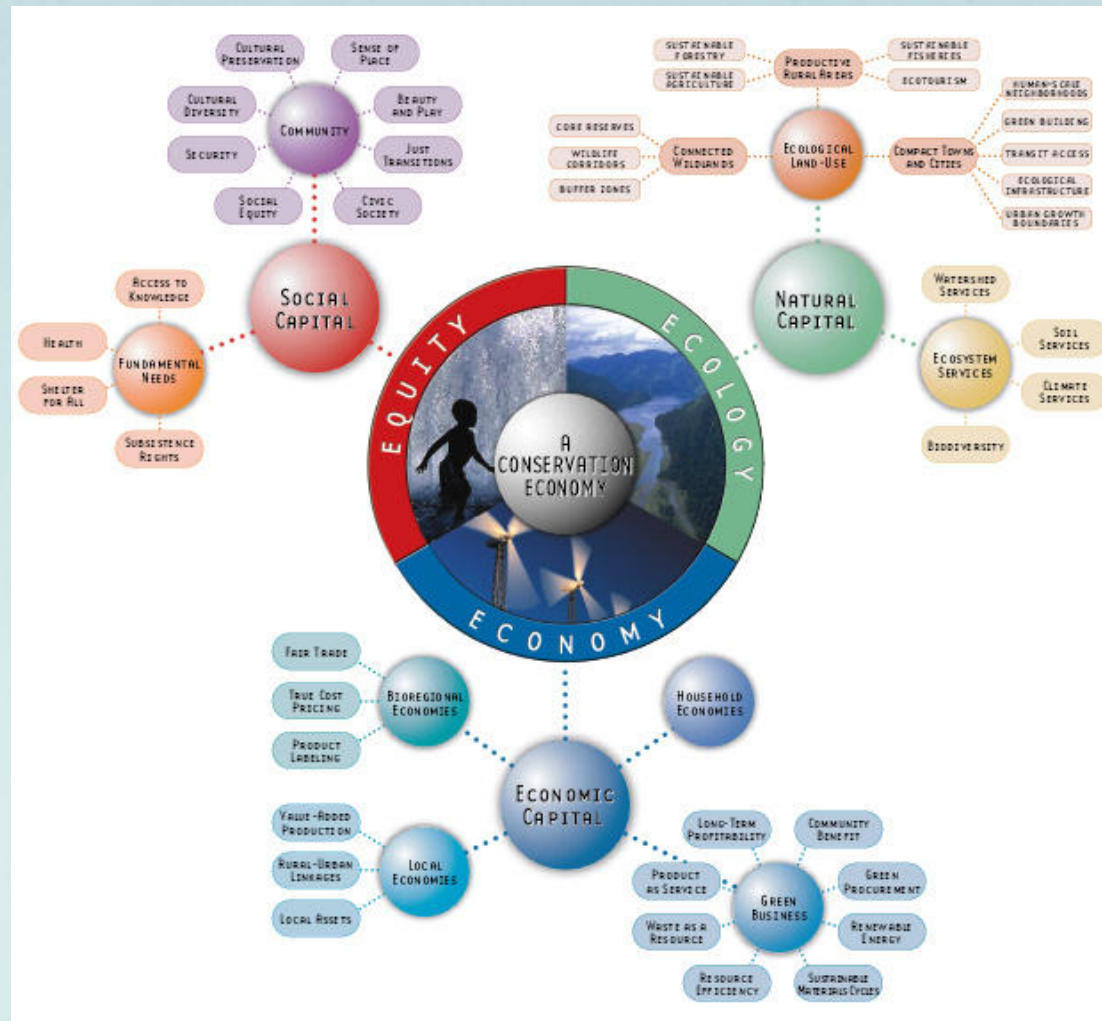 CULTURAL
PRESERVATION
SENSE OF
PLACE
CULTURAL
DIVERSITY
BEAUTY
AND PLAY
COMMUNITY
SECURITY
JUST
TRANSITIONS
SOCIAL
EQUITY
CIVIC
SOCIETY
SOCIAL
CAPITAL
ACCESS TO
KNOWLEDGE
HEALTH
FUNDAMENTAL
NEEDS
SHELTER
FOR ALL
SUBSISTENCE
RIGHTS
SUSTAINABLE
FORESTRY
SUSTAINABLE
AGRICULTURE
PRODUCTIVE
RURAL AREAS
SUSTAINABLE
FISHERIES
ECOTOURISM
CORE RESERVES
WILDLIFE
CORRIDORS
BUFFER ZONES
CONNECTED
WILDLANDS
ECOLOGICAL
LAND-USE
COMPACT TOWNS
AND CITIES
HUMAN-SCALE
NEIGHBORHOODS
GREEN BUILDING
TRANSIT ACCESS
ECOLOGICAL
INFRASTRUCTURE
URBAN GROWTH
BOUNDARIES
NATURAL
CAPITAL
WATERSHED
SERVICES
SOIL
SERVICES
ECOSYSTEM
SERVICES
CLIMATE
SERVICES
BIODIVERSITY
EQUITY
ECOLOGY
ECONOMY
A
CONSERVATION
ECONOMY
FAIR TRADE
TRUE COST
PRICING
PRODUCT
LABELING
BIOREGIONAL
ECONOMIES
HOUSEHOLD
ECONOMIES
ECONOMIC
CAPITAL
VALUE-ADDED
PRODUCTION
RURAL-URBAN
LINKAGES
LOCAL ASSETS
LOCAL
ECONOMIES
LONG-TERM
PROFITABILITY
COMMUNITY
BENEFIT
PRODUCT
AS SERVICE
GREEN
PROCUREMENT
GREEN
BUSINESS
WASTE AS A
RESOURCE
RENEWABLE
ENERGY
RESOURCE
EFFICIENCY
SUSTAINABLE
MATERIALS CYCLES